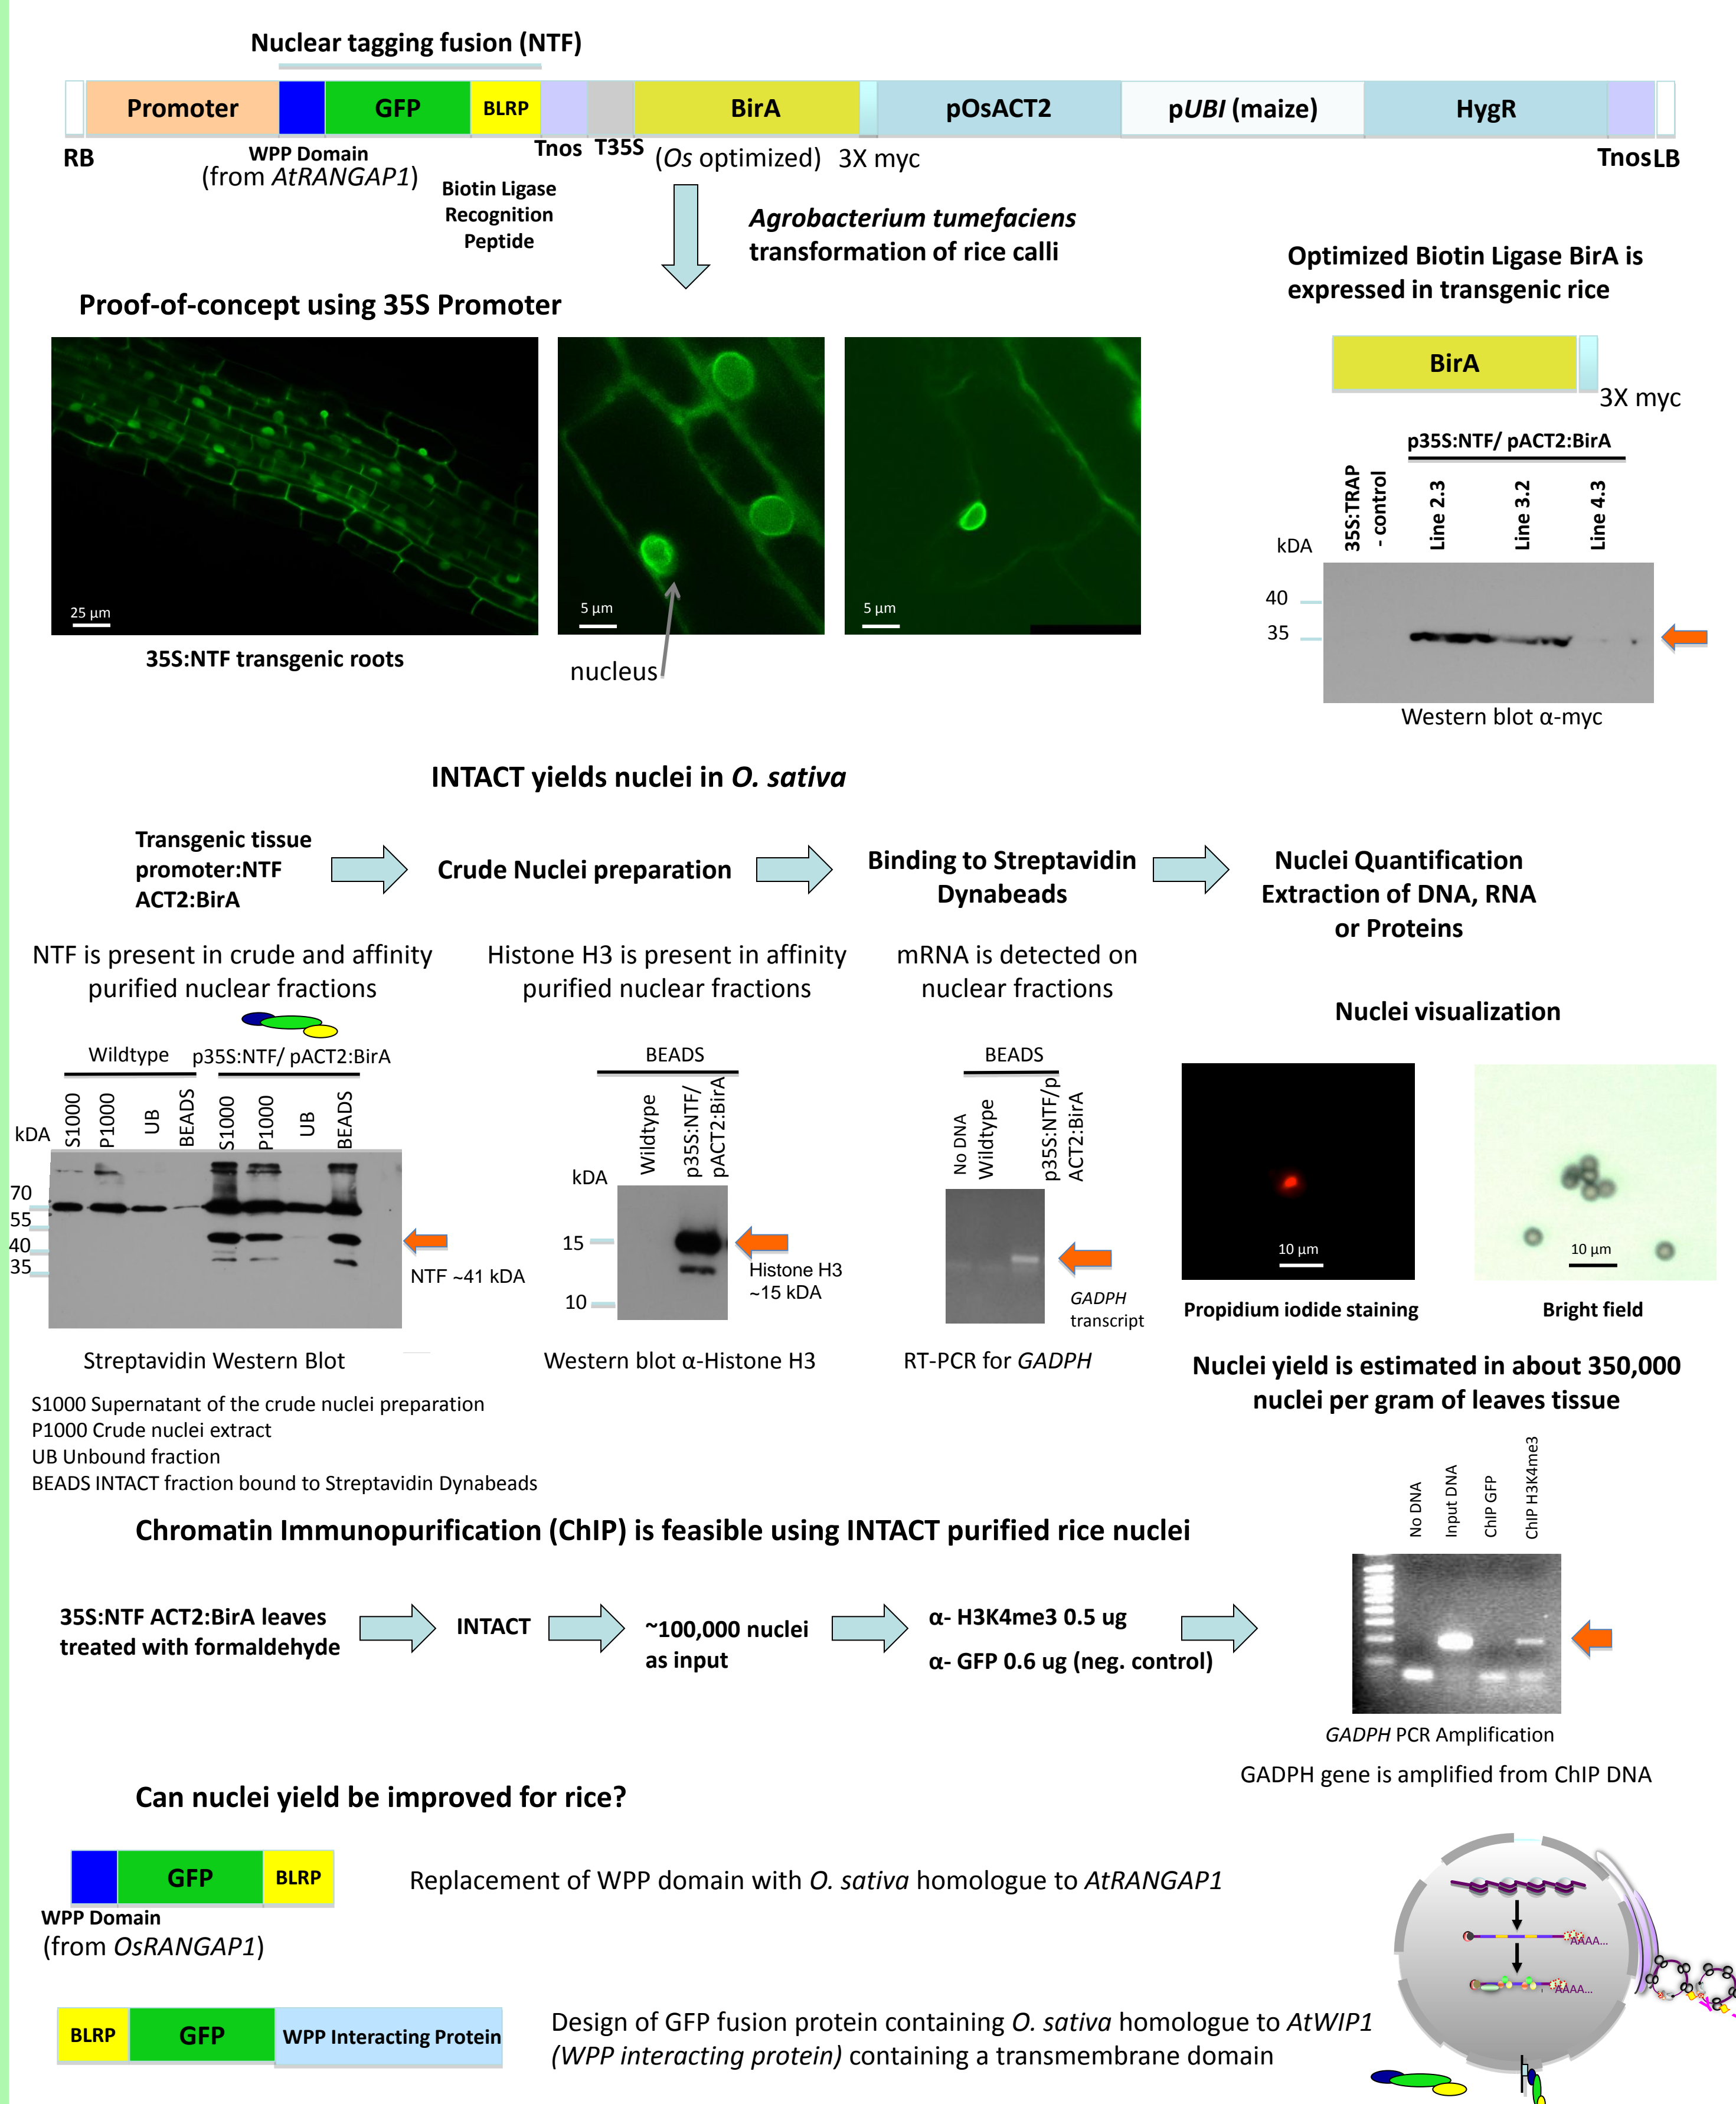 Nuclear tagging fusion (NTF)
Promoter
GFP
BLRP
BirA
pOsACT2
pUBI (maize)
HygR
RB
WPP Domain
(from AtRANGAP1)
Biotin Ligase
Recognition
Peptide
Tnos
T35S
(Os optimized)
3X myc
Tnos
LB
Agrobacterium tumefaciens
transformation of rice calli
Proof-of-concept using 35S Promoter
25 µm
5 µm
5 µm
35S:NTF transgenic roots
nucleus
Optimized Biotin Ligase BirA is
expressed in transgenic rice
BirA
3X myc
p35S:NTF/ pACT2:BirA
35S:TRAP
- control
Line 2.3
Line 3.2
Line 4.3
kDA
40
35
Western blot α-myc
INTACT yields nuclei in O. sativa
Transgenic tissue
promoter:NTF
ACT2:BirA
Crude Nuclei preparation
Binding to Streptavidin
Dynabeads
Nuclei Quantification
Extraction of DNA, RNA
or Proteins
NTF is present in crude and affinity
purified nuclear fractions
Wildtype
p35S:NTF/ pACT2:BirA
S1000
P1000
UB
BEADS
S1000
P1000
UB
BEADS
kDA
70
55
40
35
NTF ~41 kDA
Streptavidin Western Blot
S1000 Supernatant of the crude nuclei preparation
P1000 Crude nuclei extract
UB Unbound fraction
BEADS INTACT fraction bound to Streptavidin Dynabeads
Histone H3 is present in affinity
purified nuclear fractions
BEADS
Wildtype
p35S:NTF/
pACT2:BirA
kDA
15
10
Histone H3
~15 kDA
Western blot α-Histone H3
mRNA is detected on
nuclear fractions
BEADS
No DNA
Wildtype
p35S:NTF/p
ACT2:BirA
GADPH
transcript
RT-PCR for GADPH
Nuclei visualization
10 µm
10 µm
Propidium iodide staining
Bright field
Nuclei yield is estimated in about 350,000
nuclei per gram of leaves tissue
Chromatin Immunopurification (ChIP) is feasible using INTACT purified rice nuclei
35S:NTF ACT2:BirA leaves
treated with formaldehyde
INTACT
~100,000 nuclei
as input
α- H3K4me3 0.5 ug
α- GFP 0.6 ug (neg. control)
No DNA
Input DNA
ChIP GFP
ChIP H3K4me3
GADPH PCR Amplification
GADPH gene is amplified from ChIP DNA
Can nuclei yield be improved for rice?
GFP
BLRP
WPP Domain
(from OsRANGAP1)
Replacement of WPP domain with O. sativa homologue to AtRANGAP1
BLRP
GFP
WPP Interacting Protein
Design of GFP fusion protein containing O. sativa homologue to AtWIP1
(WPP interacting protein) containing a transmembrane domain
AAAA...
AAAA...